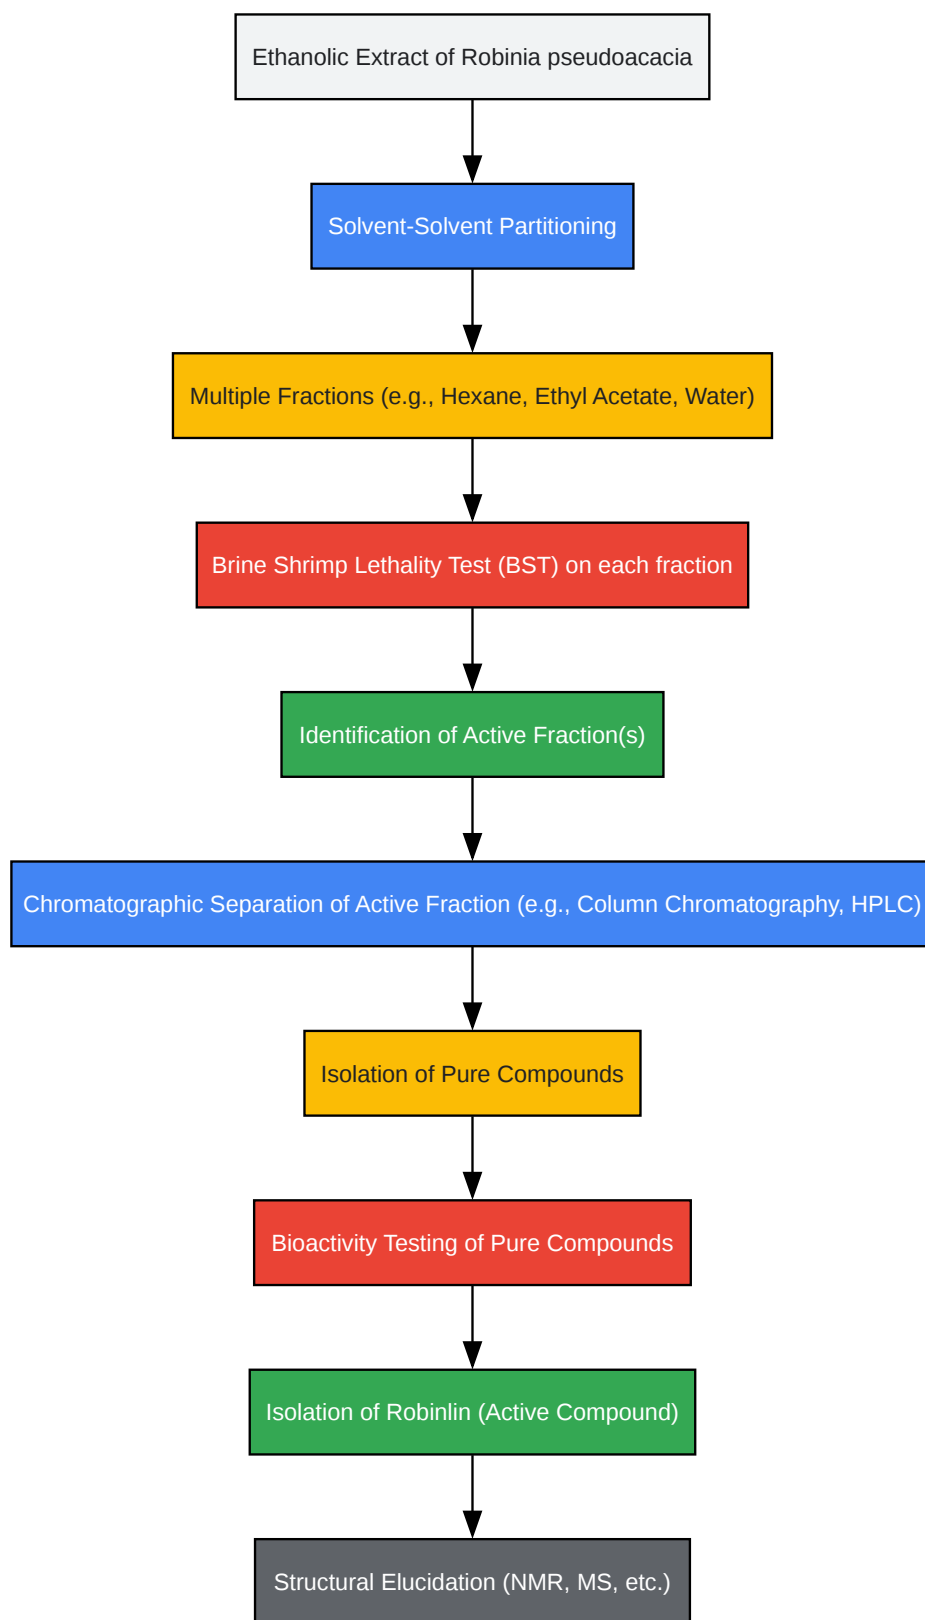 Ethanolic Extract of Robinia pseudoacacia
Solvent-Solvent Partitioning
Multiple Fractions (e.g., Hexane, Ethyl Acetate, Water)
Brine Shrimp Lethality Test (BST) on each fraction
Identification of Active Fraction(s)
Chromatographic Separation of Active Fraction (e.g., Column Chromatography, HPLC)
Isolation of Pure Compounds
Bioactivity Testing of Pure Compounds
Isolation of Robinlin (Active Compound)
Structural Elucidation (NMR, MS, etc.)